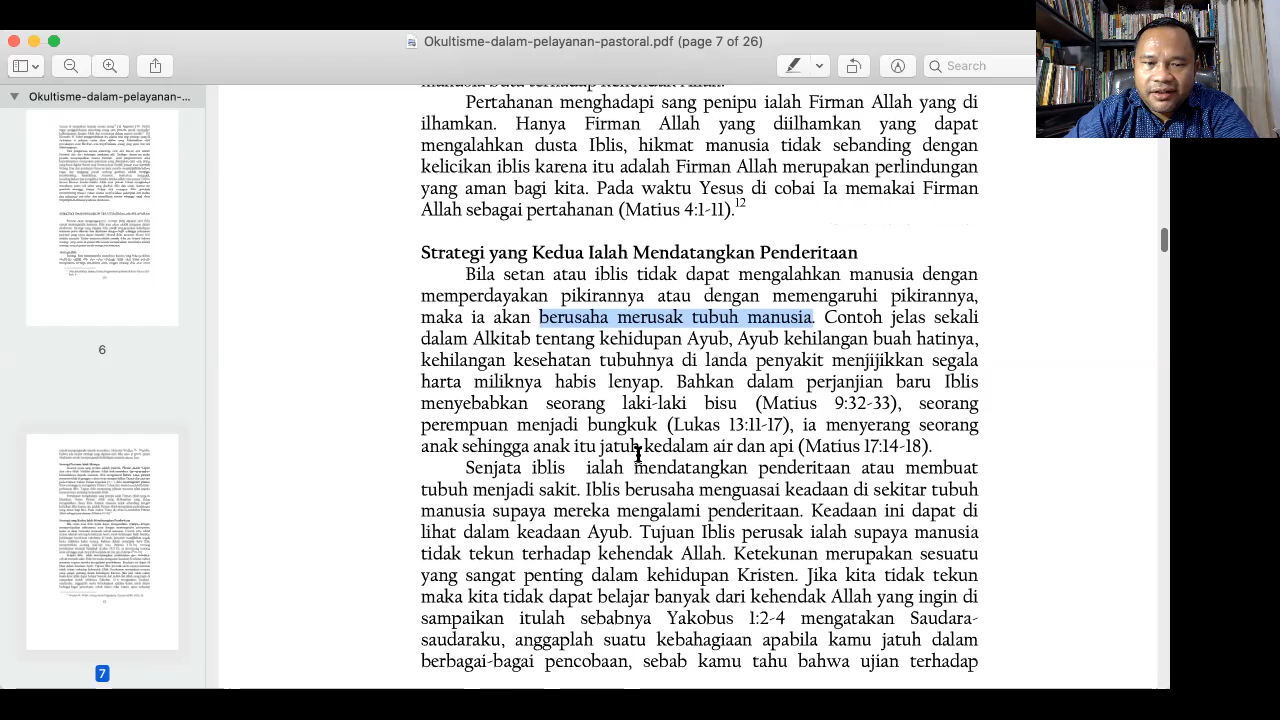 Okultisme-dalam-pelayanan-pastoral.pdf (page 7 of 26)
Search
Okultisme-dalam-pelayanan-...
6
7
Pertahanan menghadapi sang penipu ialah Firman Allah yang di
ilhamkan. Hanya Firman Allah yang diilhamkan yang dapat
mengalahkan dusta Iblis, hikmat manusia tidak sebanding dengan
kelicikan iblis selain itu adalah Firman Allah merupakan perlindungan
yang aman bagi kita. Pada waktu Yesus di cobai Ia memakai Firman
Allah sebagai pertahanan (Matius 4:1-11).12
Strategi yang Kedua Ialah Mendatangkan Penderitaan
Bila setan aau iblis tidak dapat mengalahkan manusia dengan
memperdayakan pikirannya atau dengan memengaruhi pikirannya,
maka ia akan berusaha merusak tubuh manusia. Contoh jelas sekali
dalam Alkitab tentang kehidupan Ayub, Ayub kehilangan buah hatinya,
kehilangan kesehatan tubuhnya di landa penyakit menjijikkan segala
harta miliknya habis lenyap. Bahkan dalam perjanjian baru Iblis
menyebabkan seorang laki-laki bisu (Matius 9:32-33), seorang
perempuan menjadi bungkuk (Lukas 13:11-17), ia menyerang seorang
anak sehingga anak itu jatuh kedalam air dan api (Matius 17:14-18).
Senjata Iblis ialah mendatangkan penderitaan atau menimpa
tubuh manusia dan Iblis berusaha menguasai keadaan di sekitar tubuh
manusia supaya mereka mengalami penderitaan. Keadaan ini dapat di
lihat dalam kehidupan Ayub. Tujuan Iblis penderitaan supaya manusia
tidak tekun terhadap kehendak Allah. Ketekunan merupakan sesuatu
yang sangat penting dalam kehidupan Kristen jika kita tidak tekun
maka kita tidak dapat belajar banyak dari kehendak Allah yang ingin di
sampaikan itulah sebabnya Yakobus 1:2-4 mengatakan Saudara-
saudaraku, anggaplah suatu kebahagiaan apabila kamu jatuh dalam
berbagai-bagai pencobaan, sebab kamu tahu bahwa ujian terhadap